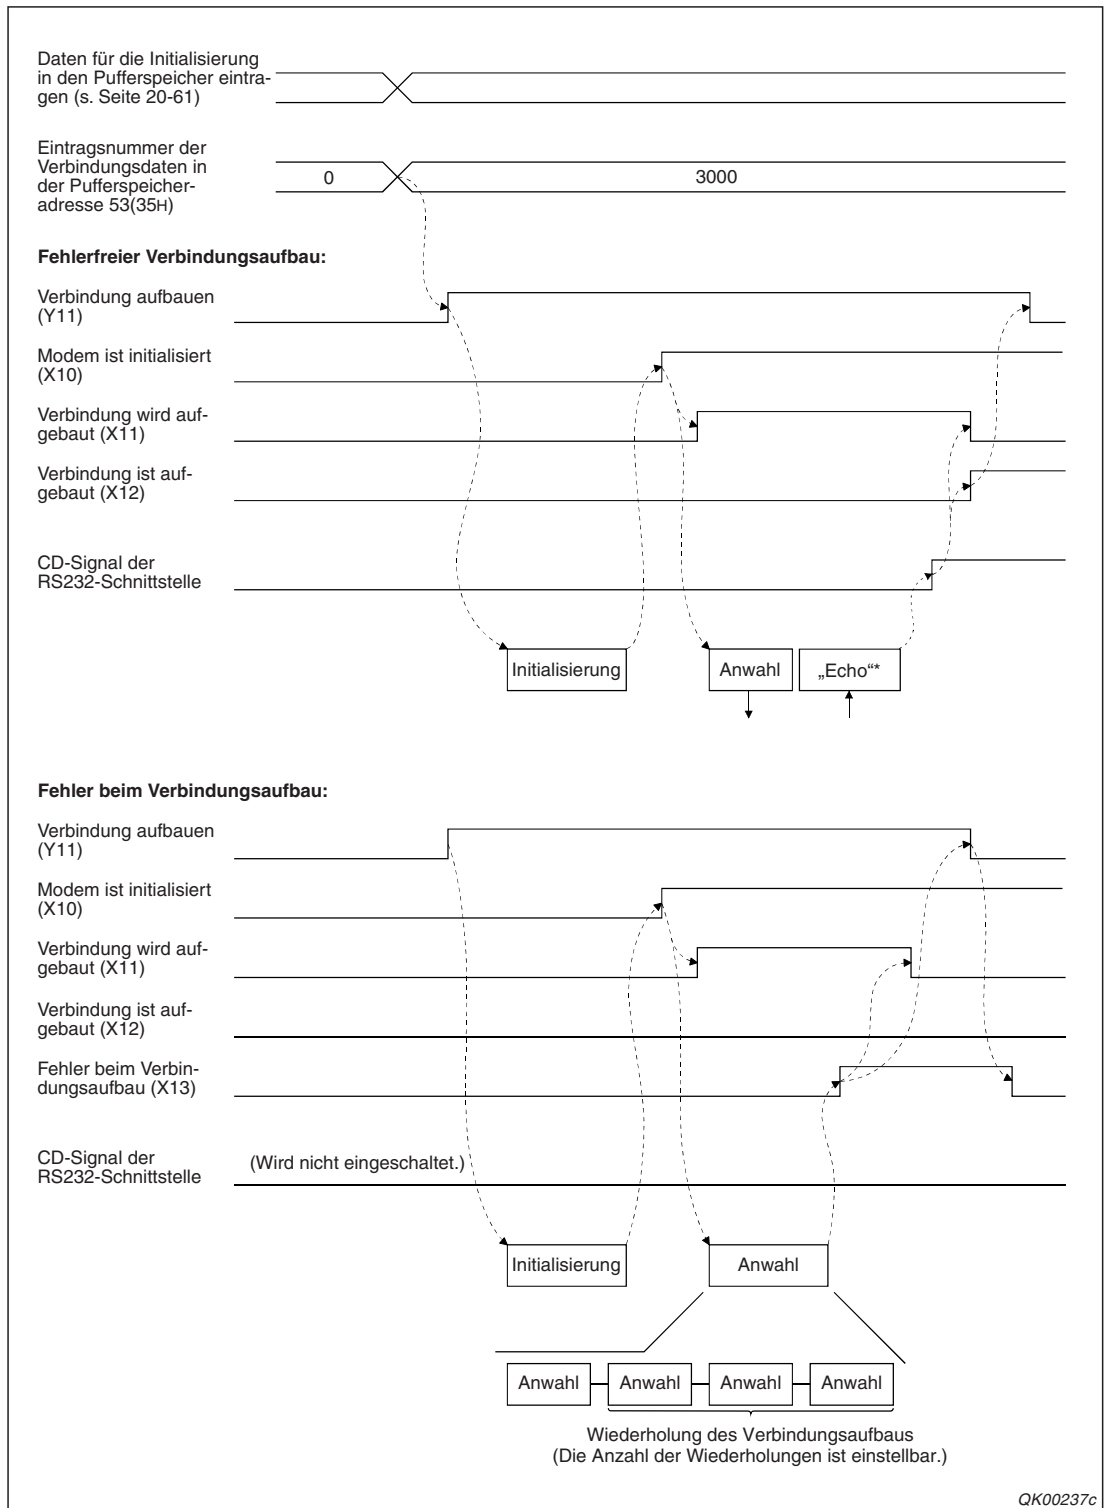 Daten für die Initialisierung
in den Pufferspeicher eintra-
gen (s. Seite 20-61)
Eintragsnummer der
Verbindungsdaten in
der Pufferspeicher-
adresse 53(35H)
0
3000
Fehlerfreier Verbindungsaufbau:
Verbindung aufbauen
(Y11)
Modem ist initialisiert
(X10)
Verbindung wird auf-
gebaut (X11)
Verbindung ist auf-
gebaut (X12)
CD-Signal der
RS232-Schnittstelle
Initialisierung
Anwahl
„Echo“*
Fehler beim Verbindungsaufbau:
Verbindung aufbauen
(Y11)
Modem ist initialisiert
(X10)
Verbindung wird auf-
gebaut (X11)
Verbindung ist auf-
gebaut (X12)
Fehler beim Verbin-
dungsaufbau (X13)
CD-Signal der
RS232-Schnittstelle
(Wird nicht eingeschaltet.)
Initialisierung
Anwahl
Anwahl
Anwahl
Anwahl
Anwahl
Wiederholung des Verbindungsaufbaus
(Die Anzahl der Wiederholungen ist einstellbar.)
QK00237c